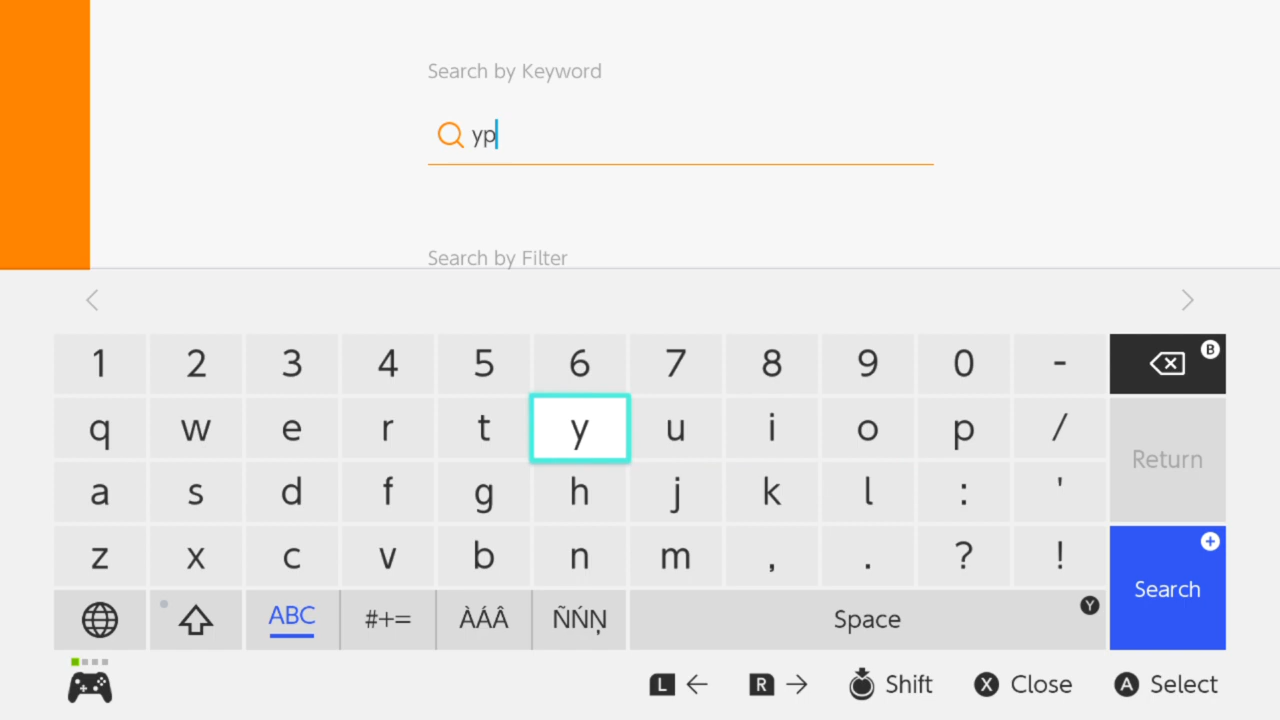 Search by Keyword
yp
Search by Filter
1 2 3 4 5 6 7 8 9 0 - B
q w e r t y u i o p / Return
a s d f g h j k l : '
z x c v b n m , . ? ! + Search
ABC #+= ÀÁÂ ÑŃŅ Space Y
L ← R → Shift X Close A Select